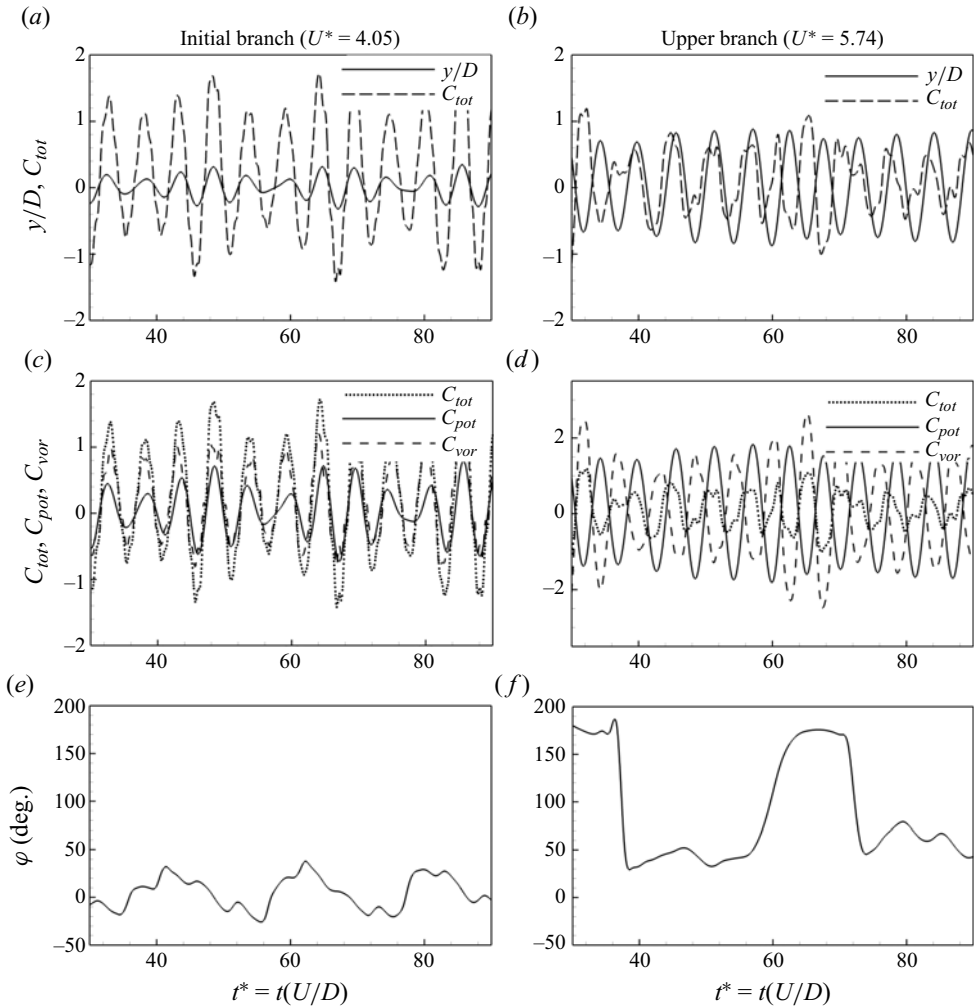 (a)
Initial branch (U* = 4.05)
y/D
C_tot
y/D, C_tot
2
1
0
–1
–2
40
60
80
(b)
Upper branch (U* = 5.74)
y/D
C_tot
2
1
0
–1
–2
40
60
80
(c)
C_tot
C_pot
C_vor
C_tot, C_pot, C_vor
2
1
0
–1
–2
40
60
80
(d)
C_tot
C_pot
C_vor
2
0
–2
40
60
80
(e)
φ (deg.)
200
150
100
50
0
–50
40
60
80
t* = t(U/D)
(f)
200
150
100
50
0
–50
40
60
80
t* = t(U/D)